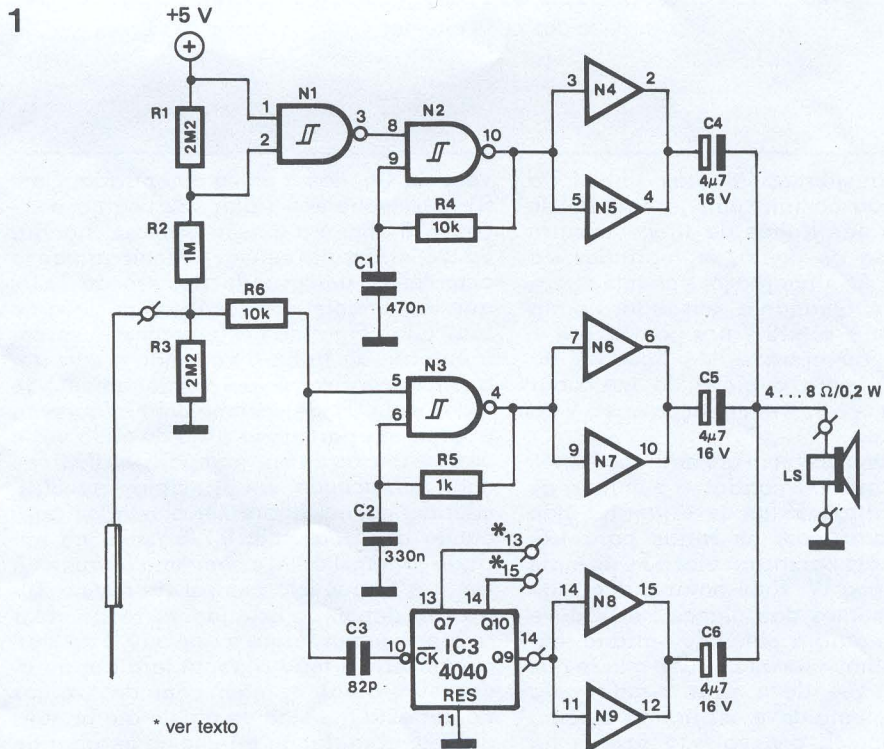 1
+5 V
+
R1
2M2
R2
1M
R3
2M2
R6
10k
N1
1
2
3
N2
8
9
10
R4
10k
C1
470n
N4
3
2
N5
5
4
C4
4µ7
16 V
N3
5
6
4
R5
1k
C2
330n
N6
7
6
N7
9
10
C5
4µ7
16 V
4 ... 8 Ω/0,2 W
LS
*13
*15
13
14
Q7
Q10
C3
82p
10
CK
IC3
4040
Q9
14
RES
11
N8
14
15
N9
11
12
C6
4µ7
16 V
* ver texto